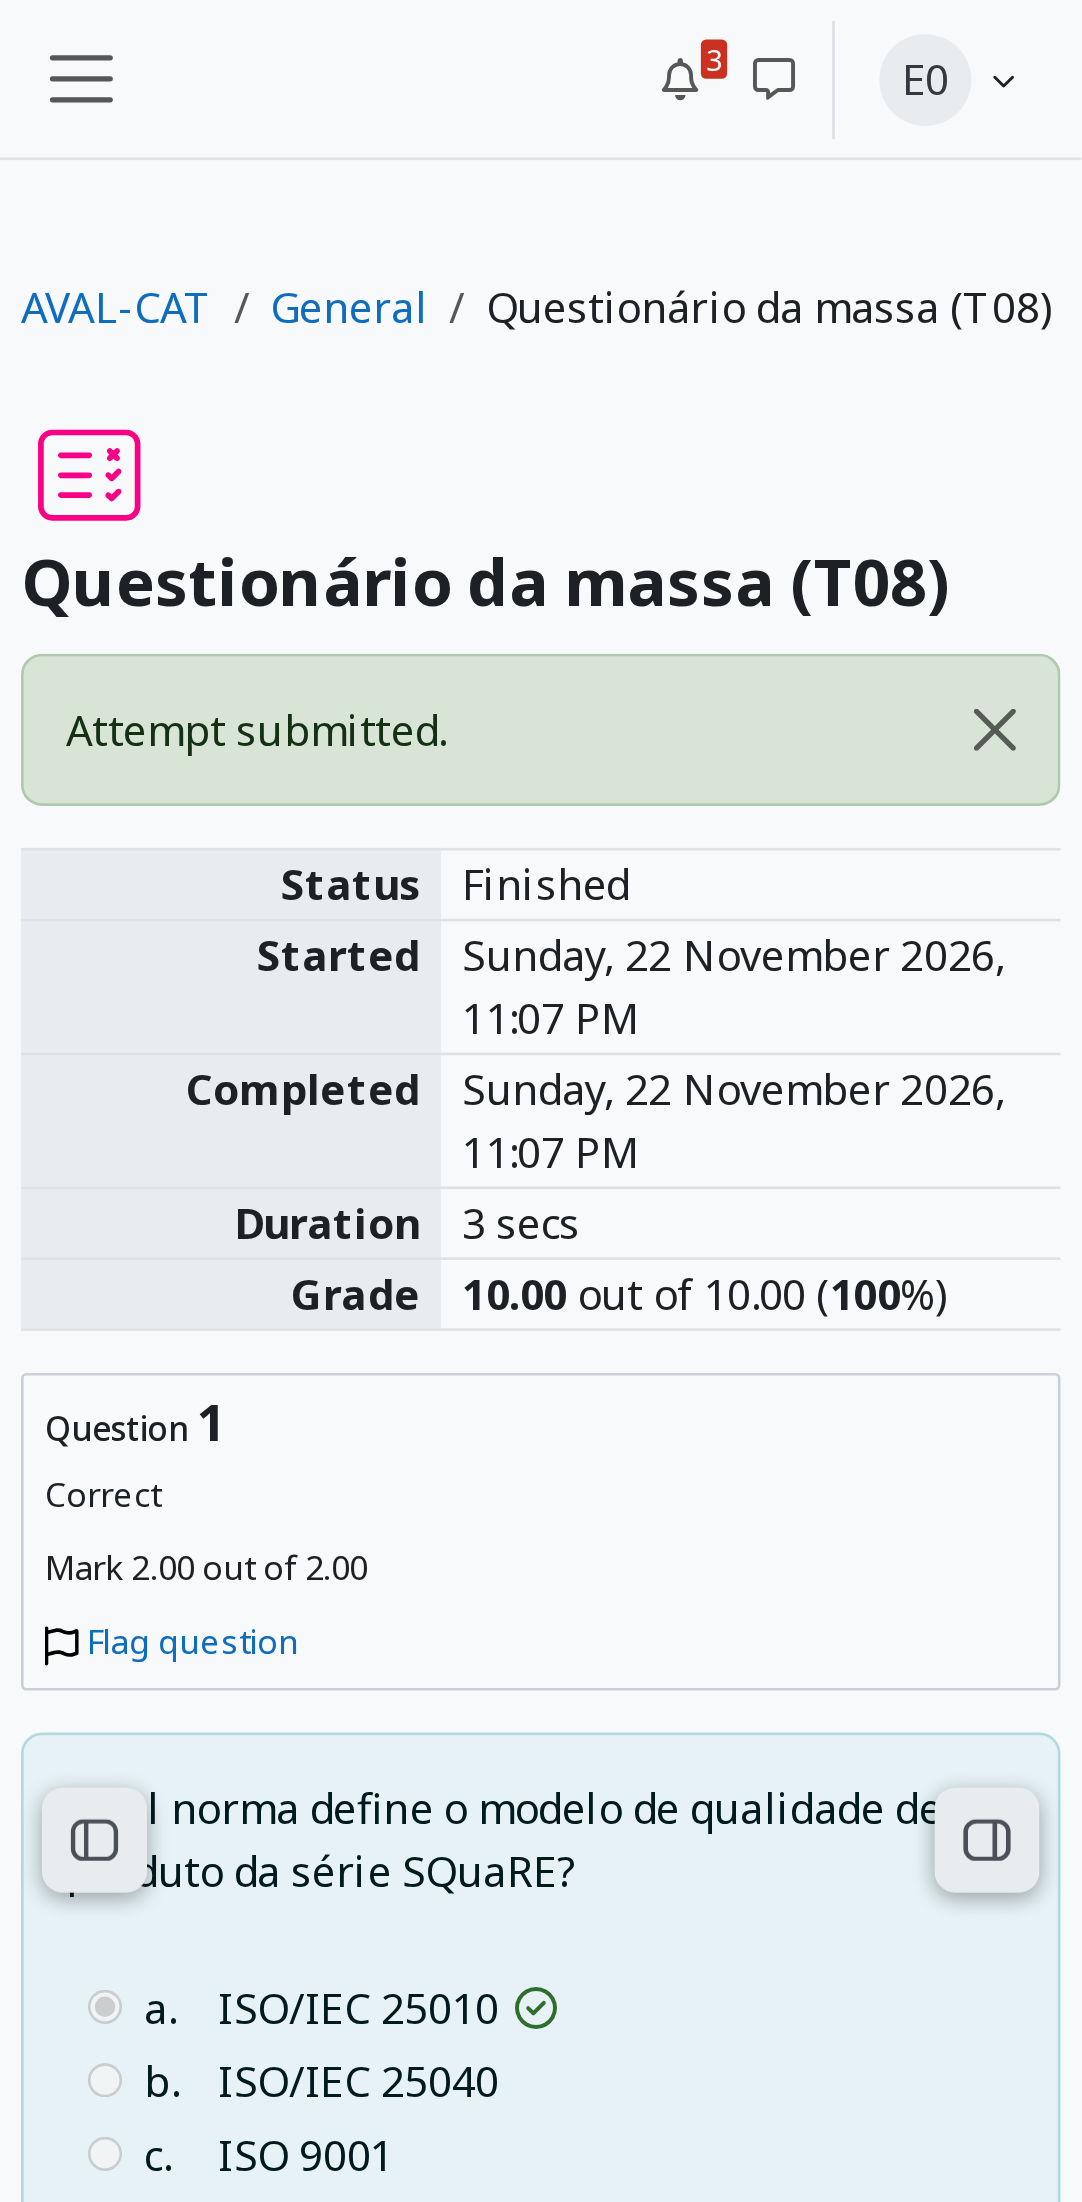 3
E0
AVAL-CAT / General / Questionário da massa (T08)
Questionário da massa (T08)
Attempt submitted.
Status Finished
Started Sunday, 22 November 2026,
11:07 PM
Completed Sunday, 22 November 2026,
11:07 PM
Duration 3 secs
Grade 10.00 out of 10.00 (100%)
Question 1
Correct
Mark 2.00 out of 2.00
Flag question
norma define o modelo de qualidade de
da série SQuaRE?
a. ISO/IEC 25010
b. ISO/IEC 25040
c. ISO 9001